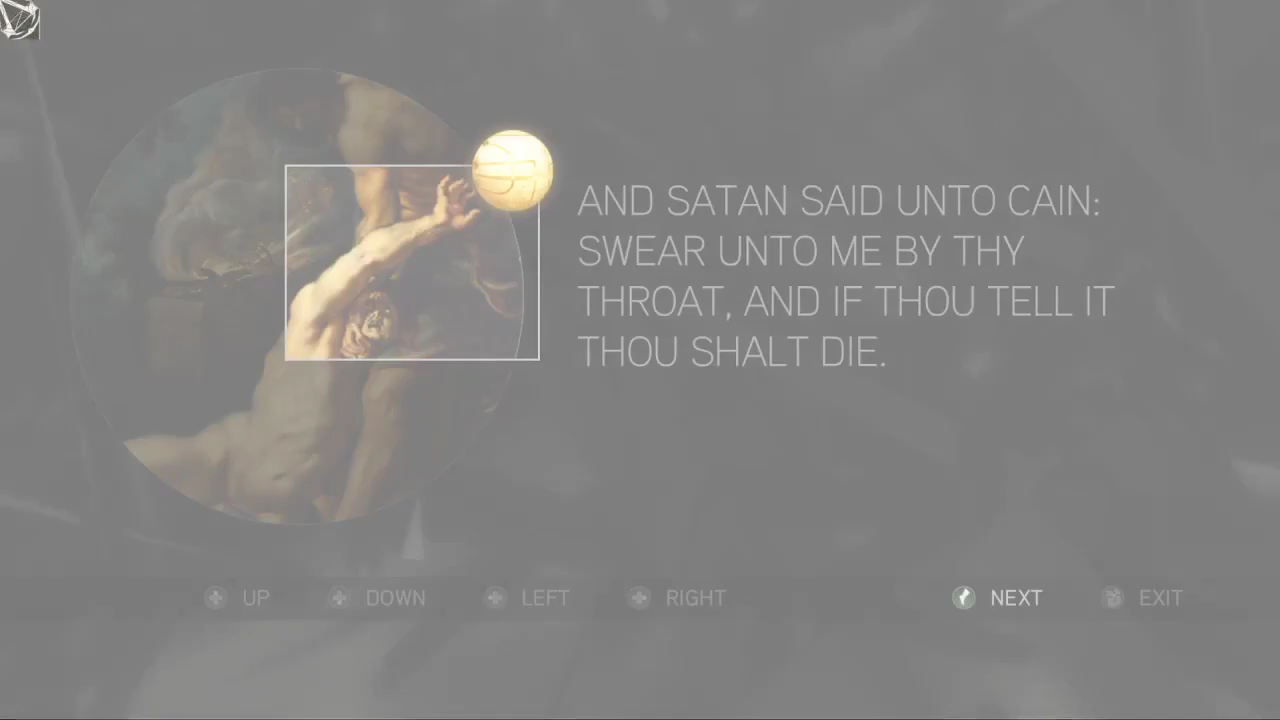 AND SATAN SAID UNTO CAIN:
SWEAR UNTO ME BY THY
THROAT, AND IF THOU TELL IT
THOU SHALT DIE.
UP DOWN LEFT RIGHT NEXT EXIT